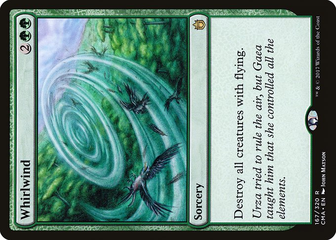 Whirlwind
2
Sorcery
Destroy all creatures with flying.
Urza tried to rule the air, but Gaea
taught him that she controlled all the
elements.
167/320 R
CMA • EN JOHN MATSON
™ & © 2017 Wizards of the Coast